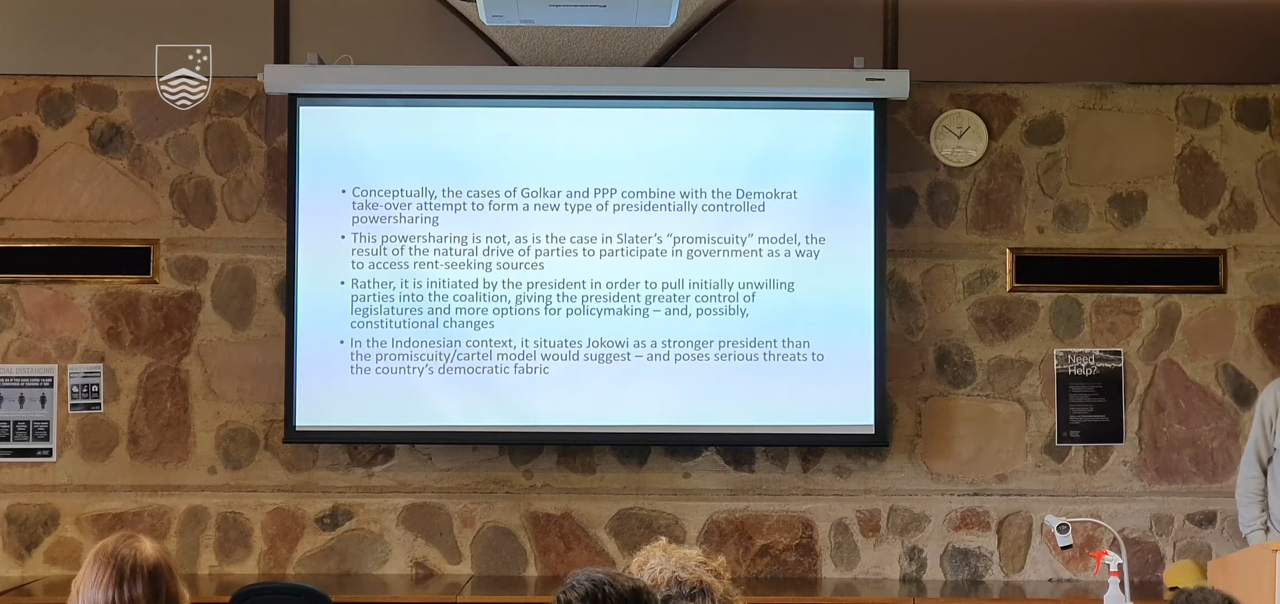 • Conceptually, the cases of Golkar and PPP combine with the Demokrat
take-over attempt to form a new type of presidentially controlled
powersharing
• This powersharing is not, as is the case in Slater's "promiscuity" model, the
result of the natural drive of parties to participate in government as a way
to access rent-seeking sources
• Rather, it is initiated by the president in order to pull initially unwilling
parties into the coalition, giving the president greater control of
legislatures and more options for policymaking – and, possibly,
constitutional changes
• In the Indonesian context, it situates Jokowi as a stronger president than
the promiscuity/cartel model would suggest – and poses serious threats to
the country's democratic fabric
CIAL DISTANCING
Need
Help?